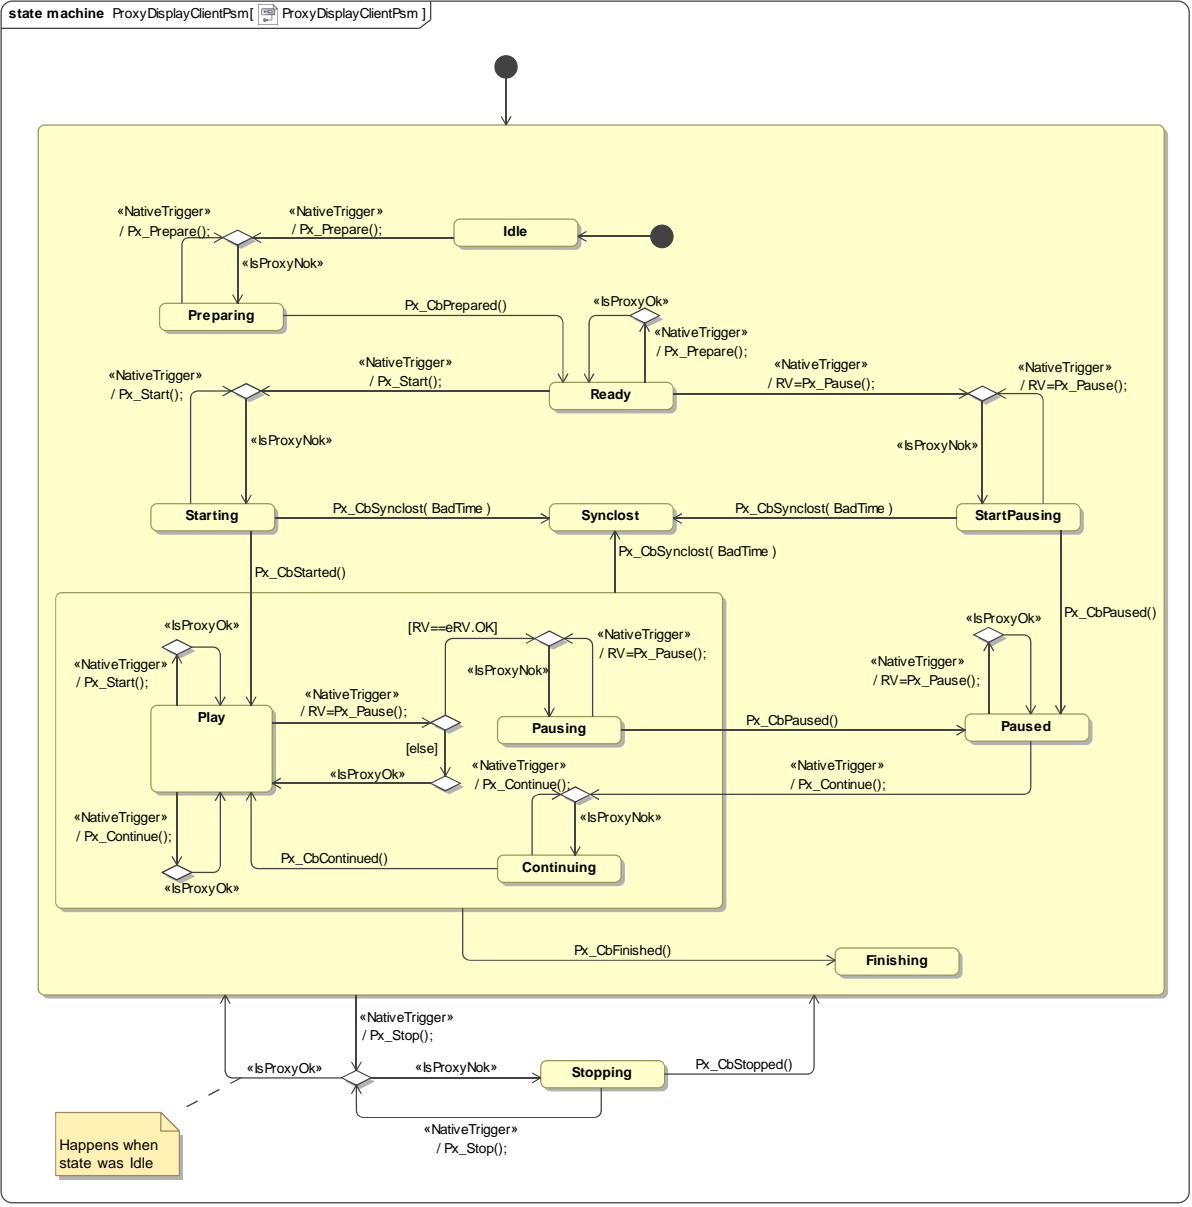 state machine ProxyDisplayClientPsm[ ProxyDisplayClientPsm ]
«NativeTrigger»
/ Px_Prepare();
«NativeTrigger»
/ Px_Prepare();
Idle
«IsProxyNok»
Preparing
Px_CbPrepared()
«IsProxyOk»
«NativeTrigger»
/ Px_Prepare();
«NativeTrigger»
/ Px_Start();
«NativeTrigger»
/ Px_Start();
Ready
«NativeTrigger»
/ RV=Px_Pause();
«NativeTrigger»
/ RV=Px_Pause();
«IsProxyNok»
«IsProxyNok»
Starting
Px_CbSynclost( BadTime )
Synclost
Px_CbSynclost( BadTime )
StartPausing
Px_CbSynclost( BadTime )
Px_CbStarted()
Px_CbPaused()
«IsProxyOk»
«NativeTrigger»
/ Px_Start();
[RV==eRV.OK]
«NativeTrigger»
/ RV=Px_Pause();
«IsProxyNok»
«IsProxyOk»
«NativeTrigger»
/ RV=Px_Pause();
Play
«NativeTrigger»
/ RV=Px_Pause();
Pausing
Px_CbPaused()
Paused
[else]
«IsProxyOk»
«NativeTrigger»
/ Px_Continue();
«NativeTrigger»
/ Px_Continue();
«NativeTrigger»
/ Px_Continue();
«IsProxyNok»
Px_CbContinued()
Continuing
«IsProxyOk»
Px_CbFinished()
Finishing
«NativeTrigger»
/ Px_Stop();
«IsProxyOk»
«IsProxyNok»
Stopping
Px_CbStopped()
«NativeTrigger»
/ Px_Stop();
Happens when
state was Idle